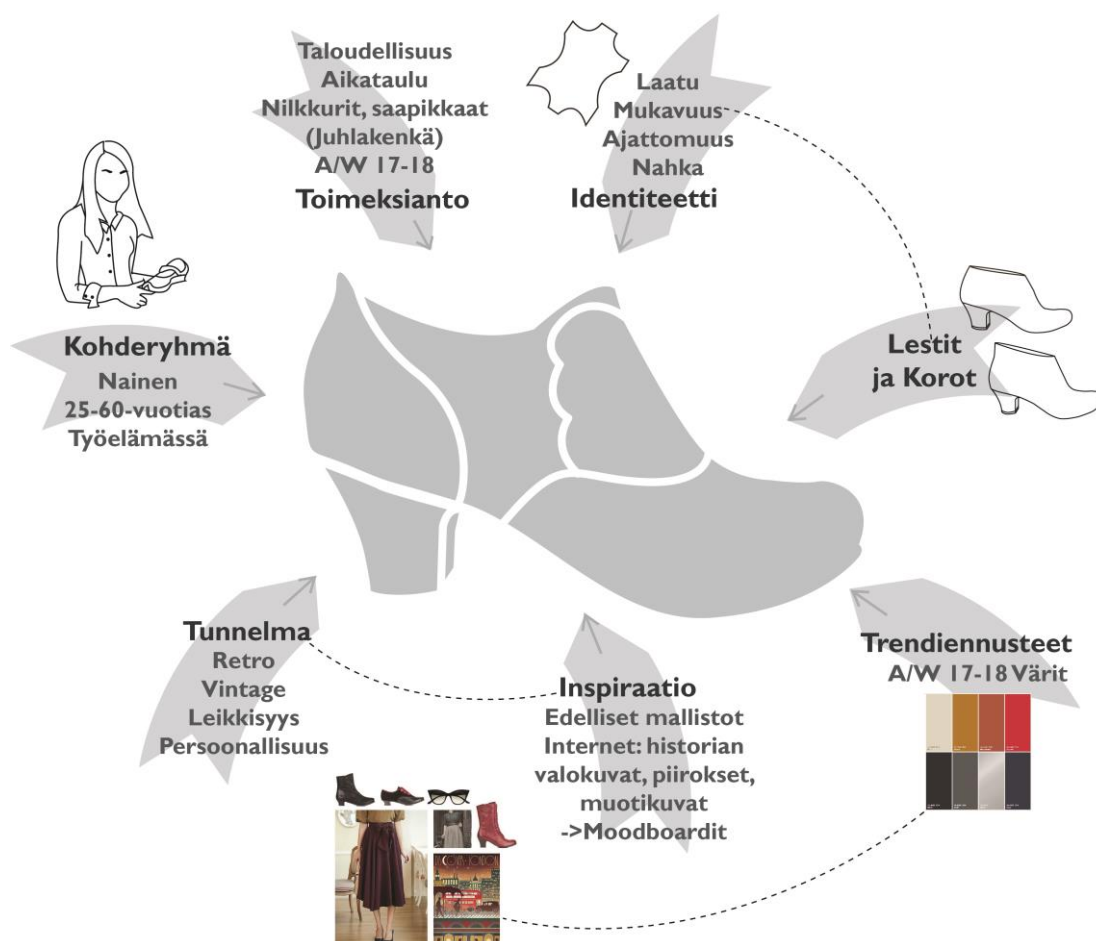 Taloudellisuus
Aikataulu
Nilkkurit, saapikkaat
(Juhlakenkä)
A/W 17-18
Toimeksianto
Laatu
Mukavuus
Ajattomuus
Nahka
Identiteetti
Kohderyhmä
Nainen
25-60-vuotias
Työelämässä
Lestit
ja Korot
Tunnelma
Retro
Vintage
Leikkisyys
Persoonallisuus
Inspiraatio
Edelliset mallistot
Internet: historian
valokuvat, piirokset,
muotikuvat
->Moodboardit
Trendiennusteet
A/W 17-18 Värit